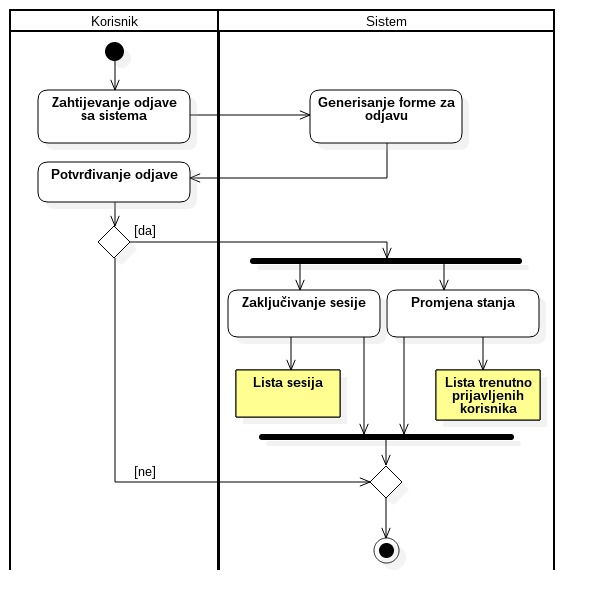 Korisnik
Sistem
Zahtijevanje odjave
sa sistema
Generisanje forme za
odjavu
Potvrđivanje odjave
[da]
Zaključivanje sesije
Promjena stanja
Lista sesija
Lista trenutno
prijavljenih
korisnika
[ne]